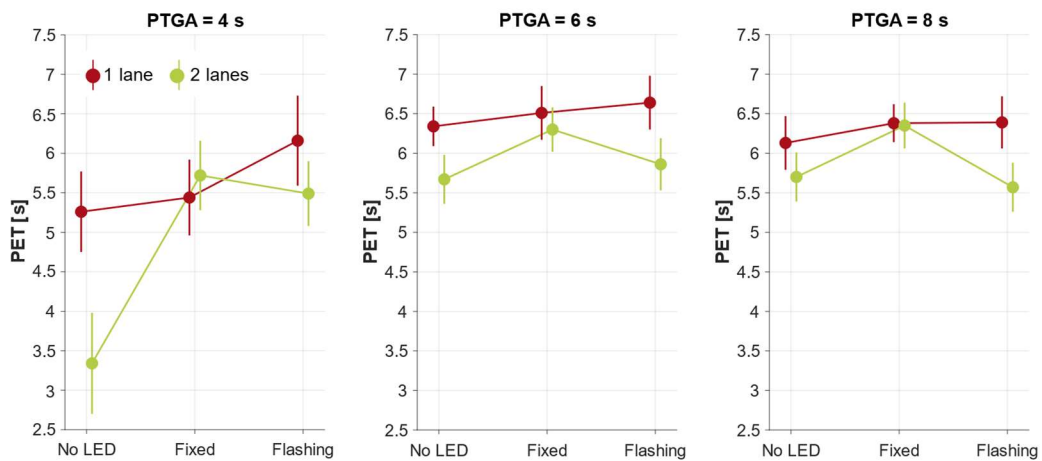 PTGA = 4 s
PTGA = 6 s
PTGA = 8 s
1 lane
2 lanes
PET [s]
7.5
7
6.5
6
5.5
5
4.5
4
3.5
3
2.5
No LED
Fixed
Flashing
PET [s]
7.5
7
6.5
6
5.5
5
4.5
4
3.5
3
2.5
No LED
Fixed
Flashing
PET [s]
7.5
7
6.5
6
5.5
5
4.5
4
3.5
3
2.5
No LED
Fixed
Flashing